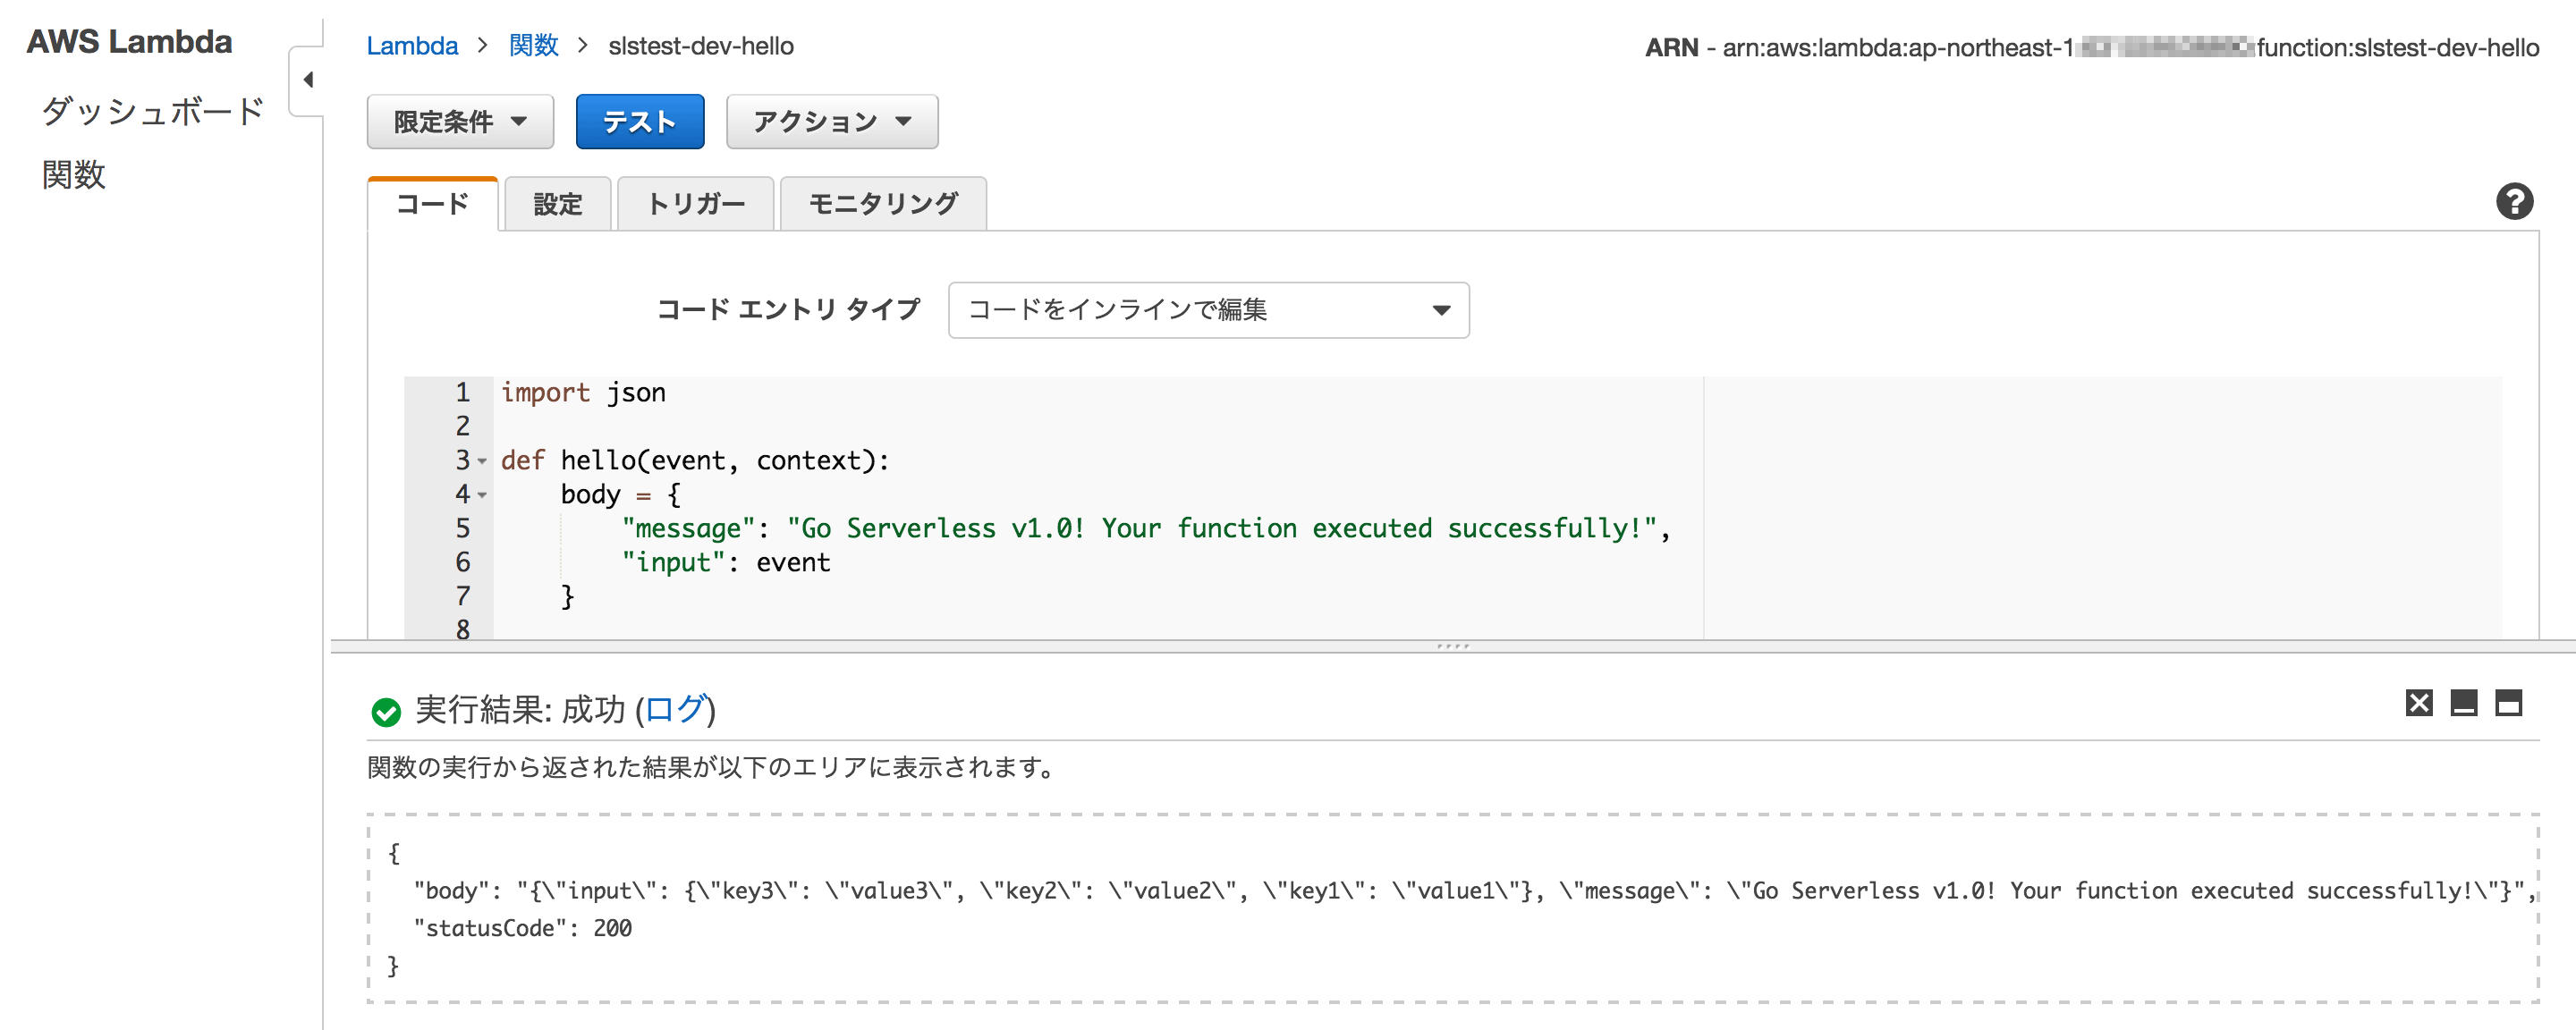 AWS Lambda
ダッシュボード
関数
Lambda > 関数 > slstest-dev-hello
ARN - arn:aws:lambda:ap-northeast-1 function:slstest-dev-hello
限定条件 テスト アクション
コード 設定 トリガー モニタリング
コード エントリ タイプ コードをインラインで編集
1 import json
2
3 def hello(event, context):
4     body = {
5         "message": "Go Serverless v1.0! Your function executed successfully!",
6         "input": event
7     }
8
実行結果: 成功 (ログ)
関数の実行から返された結果が以下のエリアに表示されます。
{
  "body": "{\"input\": {\"key3\": \"value3\", \"key2\": \"value2\", \"key1\": \"value1\"}, \"message\": \"Go Serverless v1.0! Your function executed successfully!\"}",
  "statusCode": 200
}